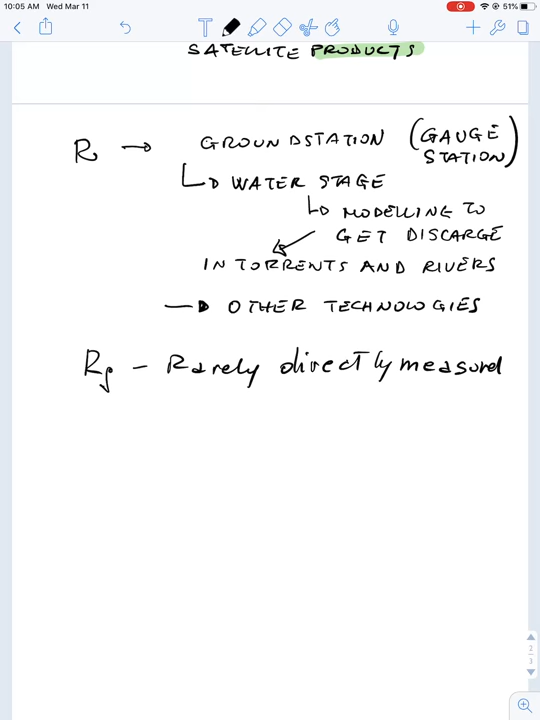 10:05 AM Wed Mar 11
51%
SATELLITE PRODUCTS
R → GROUNDSTATION (GAUGE STATION)
↳ WATER STAGE
↳ MODELLING TO
GET DISCARGE
IN TORRENTS AND RIVERS
→ OTHER TECHNOLOGIES
Rg - Rarely directly measured
2
3